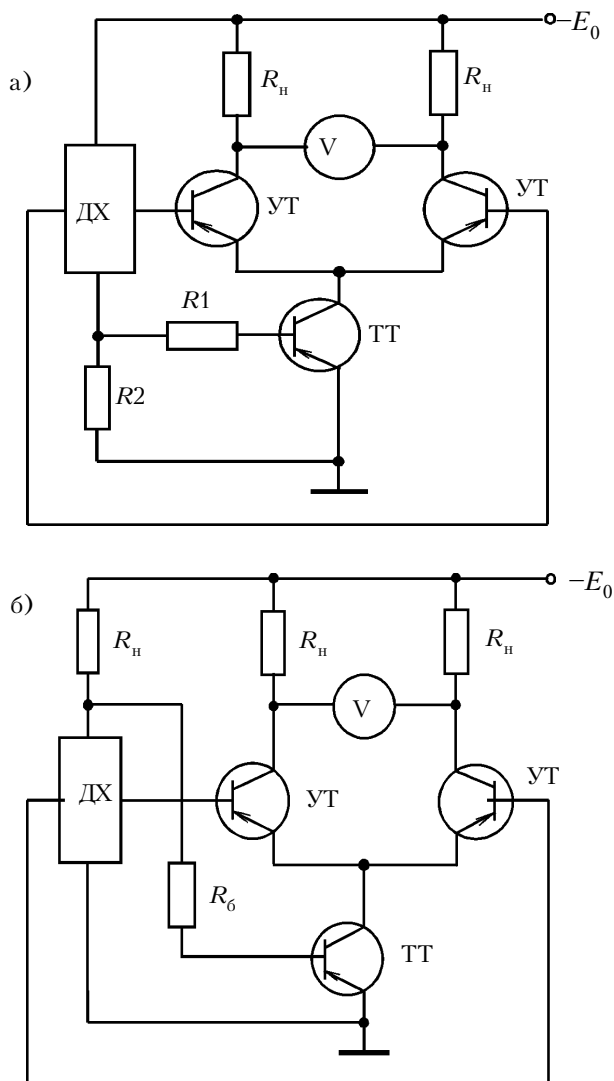 а)
−E₀
Rн
Rн
V
ДХ
УТ
УТ
R1
ТТ
R2
б)
−E₀
Rн
Rн
Rн
V
ДХ
УТ
УТ
Rб
ТТ